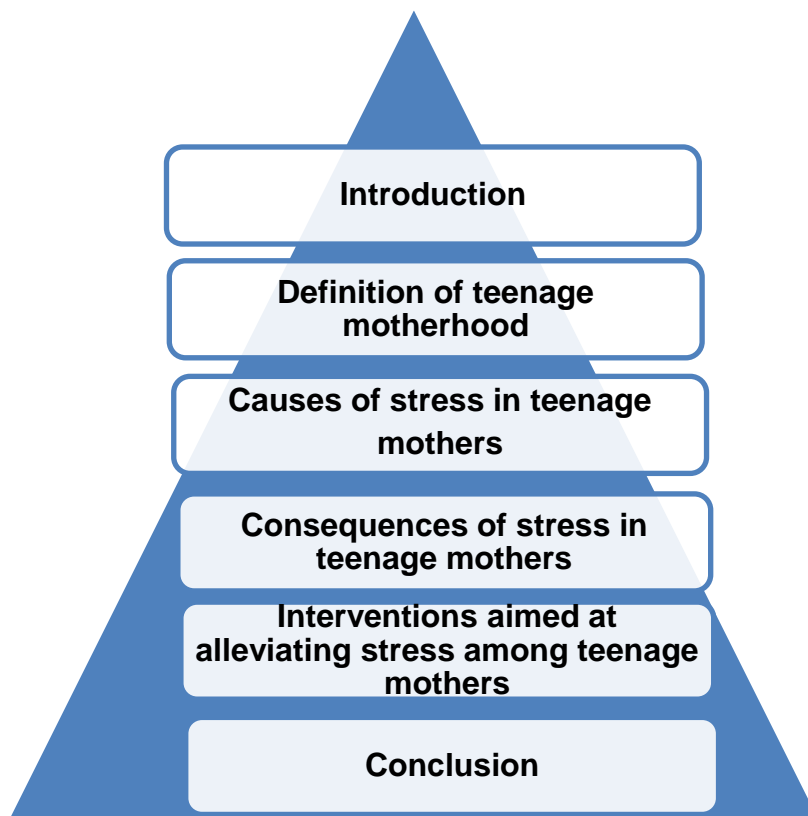 Introduction
Definition of teenage
motherhood
Causes of stress in teenage
mothers
Consequences of stress in
teenage mothers
Interventions aimed at
alleviating stress among teenage
mothers
Conclusion